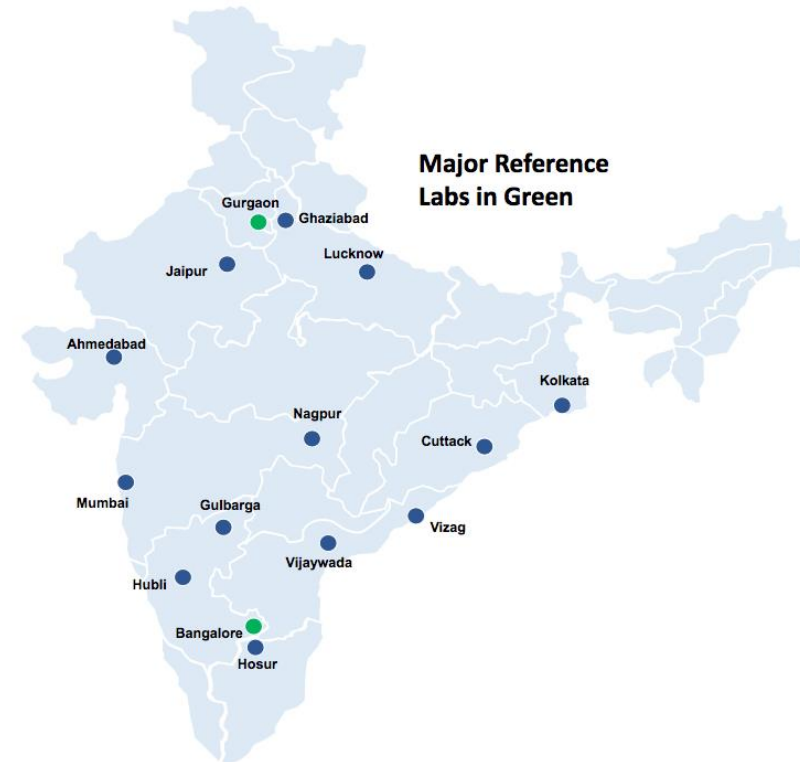 Major Reference
Labs in Green
Gurgaon
Ghaziabad
Lucknow
Jaipur
Ahmedabad
Kolkata
Nagpur
Cuttack
Mumbai
Gulbarga
Vizag
Vijaywada
Hubli
Bangalore
Hosur